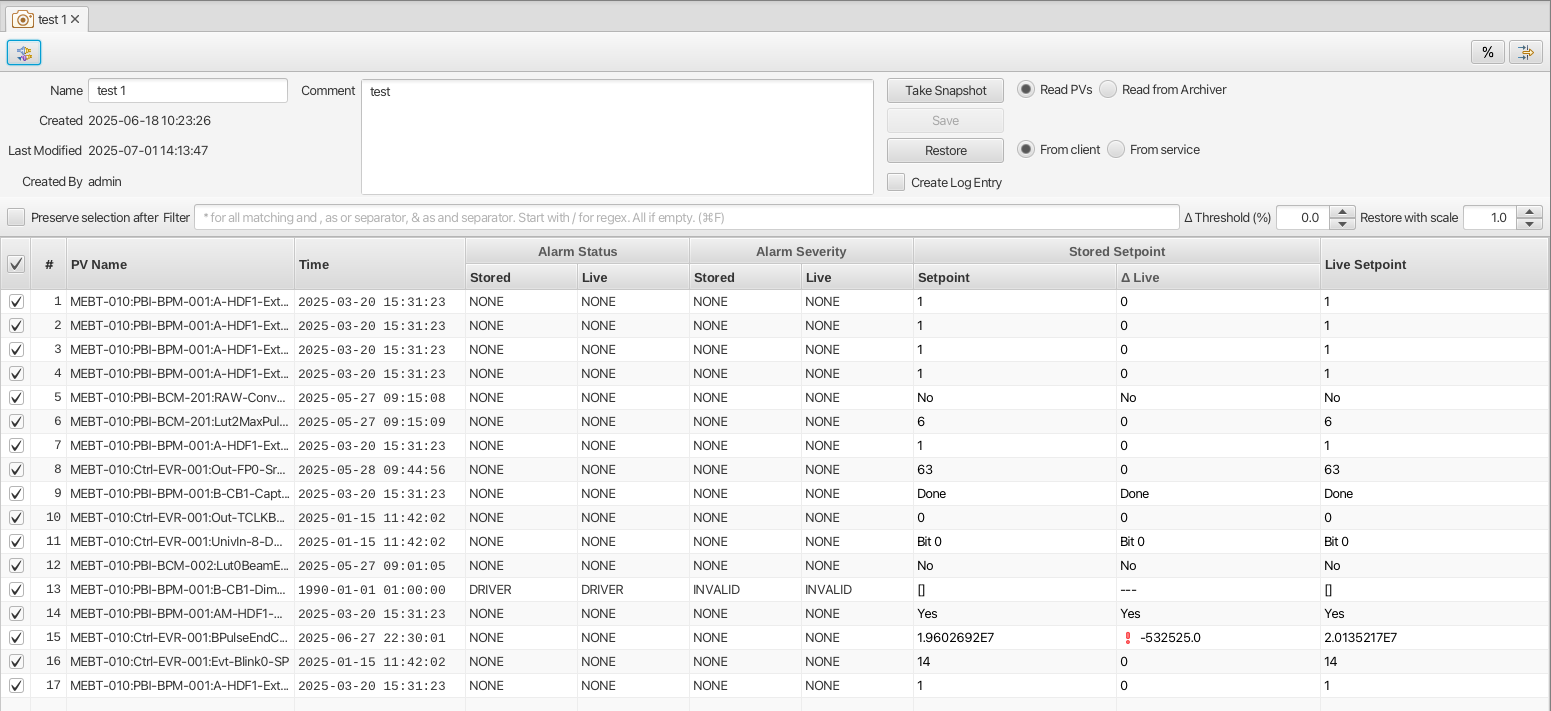 test 1
%
Name test 1 Comment test Take Snapshot Read PVs Read from Archiver
Created 2025-06-18 10:23:26 Save
Last Modified 2025-07-01 14:13:47 Restore From client From service
Created By admin Create Log Entry
Preserve selection after Filter * for all matching and , as or separator, & as and separator. Start with / for regex. All if empty. (⌘F) Δ Threshold (%) 0.0 Restore with scale 1.0
# PV Name Time Alarm Status Alarm Severity Stored Setpoint Live Setpoint
Stored Live Stored Live Setpoint Δ Live
1 MEBT-010:PBI-BPM-001:A-HDF1-Ext... 2025-03-20 15:31:23 NONE NONE NONE NONE 1 0 1
2 MEBT-010:PBI-BPM-001:A-HDF1-Ext... 2025-03-20 15:31:23 NONE NONE NONE NONE 1 0 1
3 MEBT-010:PBI-BPM-001:A-HDF1-Ext... 2025-03-20 15:31:23 NONE NONE NONE NONE 1 0 1
4 MEBT-010:PBI-BPM-001:A-HDF1-Ext... 2025-03-20 15:31:23 NONE NONE NONE NONE 1 0 1
5 MEBT-010:PBI-BCM-201:RAW-Conv... 2025-05-27 09:15:08 NONE NONE NONE NONE No No No
6 MEBT-010:PBI-BCM-201:Lut2MaxPul... 2025-05-27 09:15:09 NONE NONE NONE NONE 6 0 6
7 MEBT-010:PBI-BPM-001:A-HDF1-Ext... 2025-03-20 15:31:23 NONE NONE NONE NONE 1 0 1
8 MEBT-010:Ctrl-EVR-001:Out-FP0-Sr... 2025-05-28 09:44:56 NONE NONE NONE NONE 63 0 63
9 MEBT-010:PBI-BPM-001:B-CB1-Capt... 2025-03-20 15:31:23 NONE NONE NONE NONE Done Done Done
10 MEBT-010:Ctrl-EVR-001:Out-TCLKB... 2025-01-15 11:42:02 NONE NONE NONE NONE 0 0 0
11 MEBT-010:Ctrl-EVR-001:UnivIn-8-D... 2025-01-15 11:42:02 NONE NONE NONE NONE Bit 0 Bit 0 Bit 0
12 MEBT-010:PBI-BCM-002:Lut0BeamE... 2025-05-27 09:01:05 NONE NONE NONE NONE No No No
13 MEBT-010:PBI-BPM-001:B-CB1-Dim... 1990-01-01 01:00:00 DRIVER DRIVER INVALID INVALID [] --- []
14 MEBT-010:PBI-BPM-001:AM-HDF1-... 2025-03-20 15:31:23 NONE NONE NONE NONE Yes Yes Yes
15 MEBT-010:Ctrl-EVR-001:BPulseEndC... 2025-06-27 22:30:01 NONE NONE NONE NONE 1.9602692E7 -532525.0 2.0135217E7
16 MEBT-010:Ctrl-EVR-001:Evt-Blink0-SP 2025-01-15 11:42:02 NONE NONE NONE NONE 14 0 14
17 MEBT-010:PBI-BPM-001:A-HDF1-Ext... 2025-03-20 15:31:23 NONE NONE NONE NONE 1 0 1